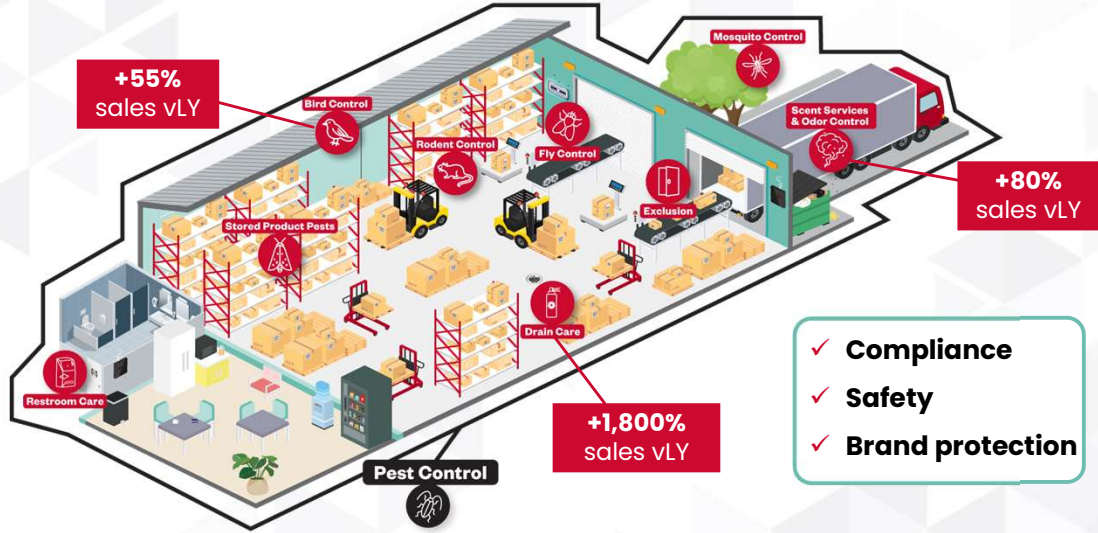 Mosquito Control
+55%
sales vLY
Bird Control
Scent Services
& Odor Control
Rodent Control
Fly Control
+80%
sales vLY
Exclusion
Stored Product Pests
Drain Care
Compliance
Safety
Brand protection
Restroom Care
+1,800%
sales vLY
Pest Control